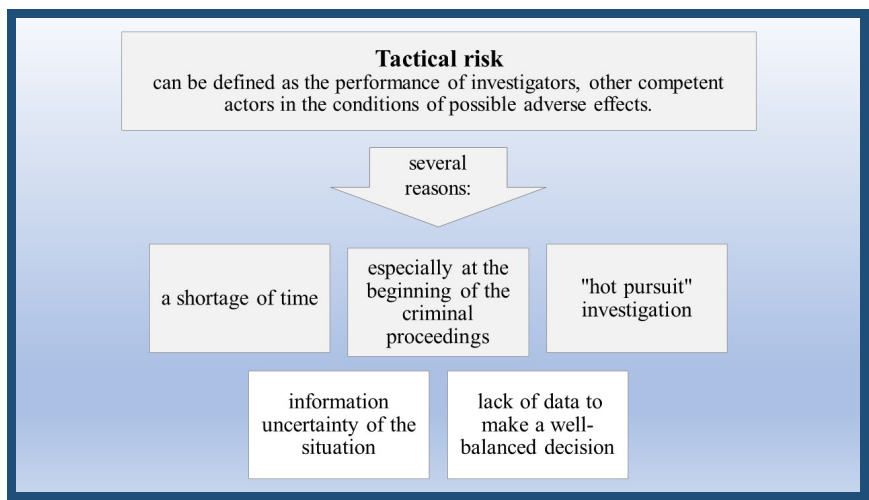 Tactical risk
can be defined as the performance of investigators, other competent
actors in the conditions of possible adverse effects.
several
reasons:
a shortage of time
especially at the
beginning of the
criminal
proceedings
"hot pursuit"
investigation
information
uncertainty of the
situation
lack of data to
make a well-
balanced decision